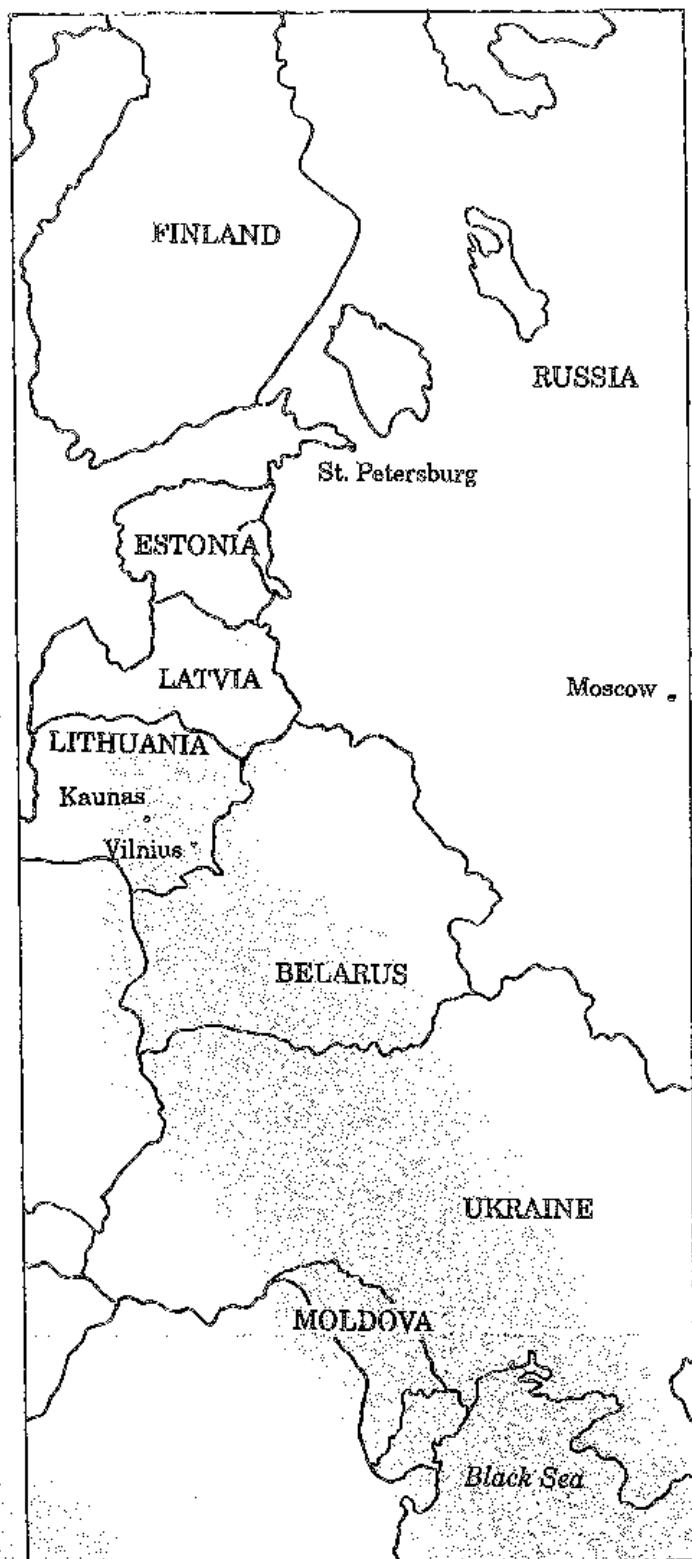 FINLAND
RUSSIA
St. Petersburg
ESTONIA
LATVIA
Moscow
LITHUANIA
Kaunas
Vilnius
BELARUS
UKRAINE
MOLDOVA
Black Sea